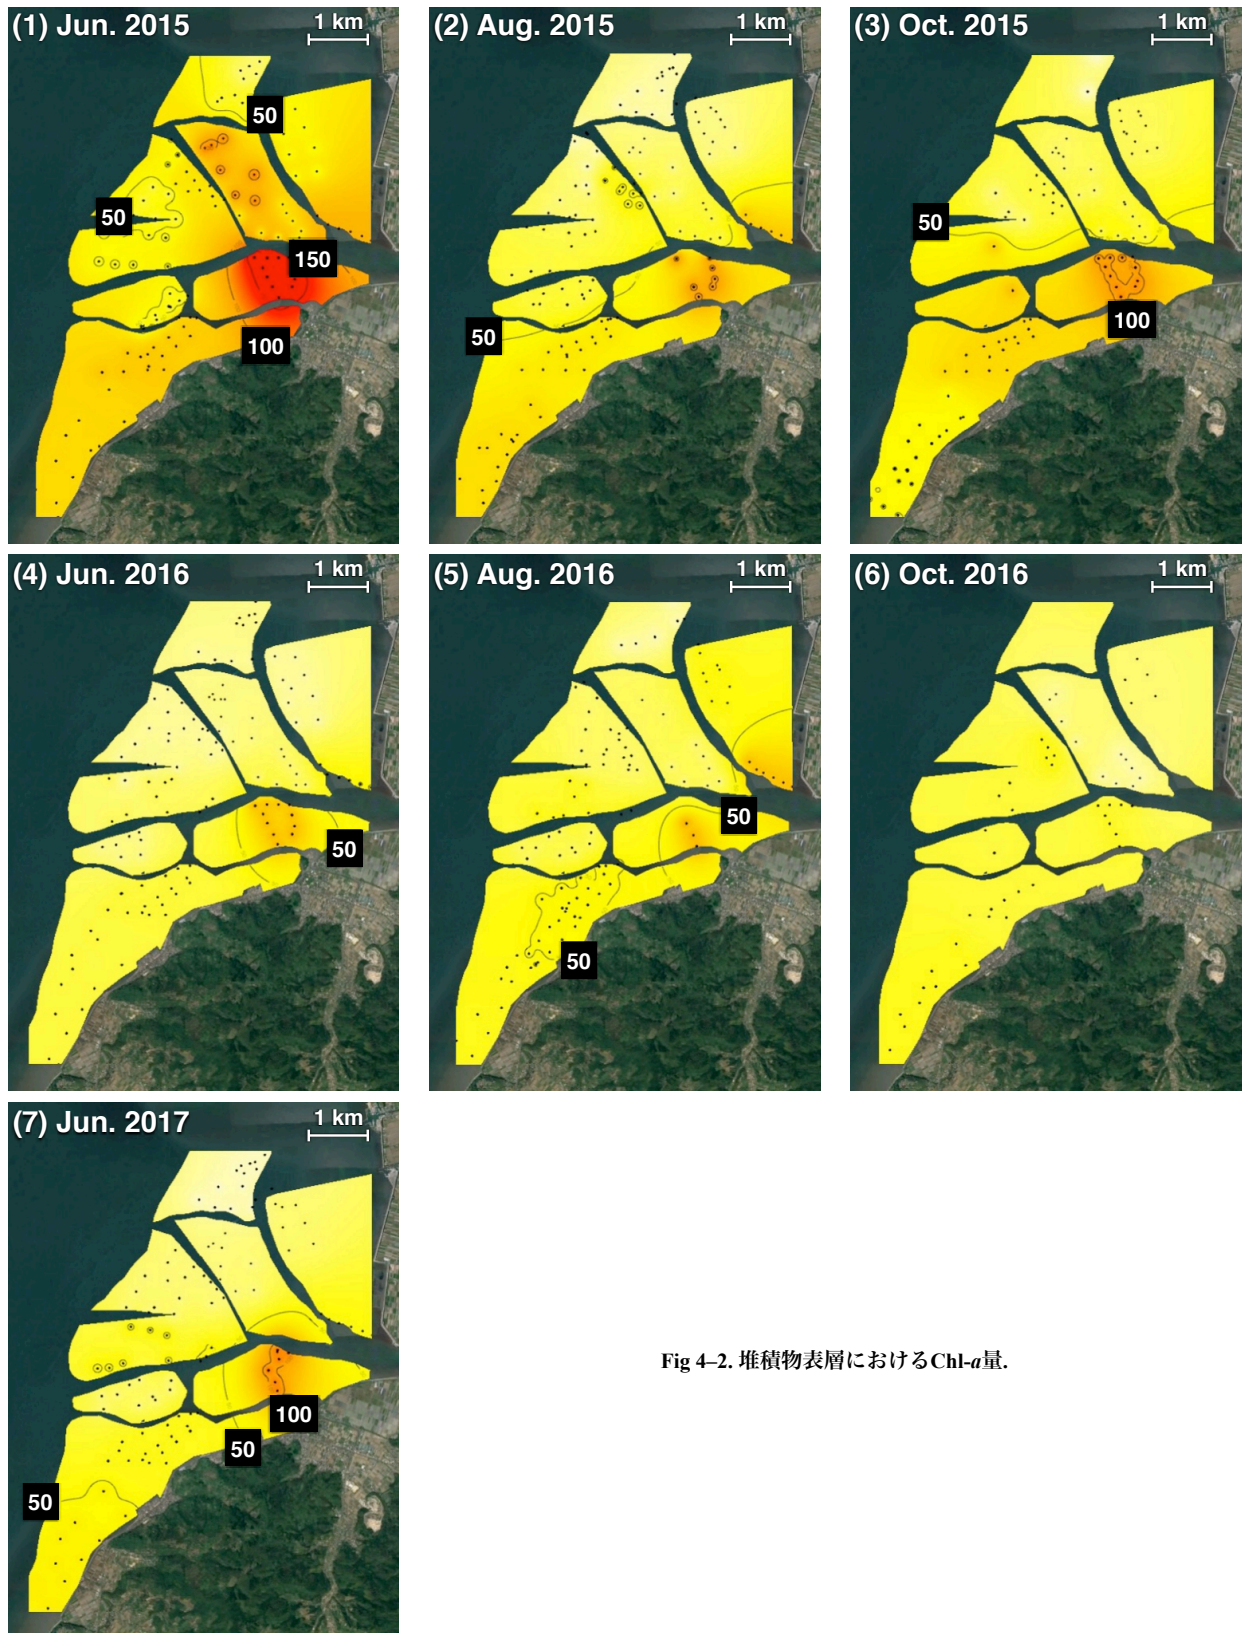 (1) Jun. 2015
1 km
50
50
150
100
(2) Aug. 2015
1 km
50
(3) Oct. 2015
1 km
50
100
(4) Jun. 2016
1 km
50
(5) Aug. 2016
1 km
50
50
(6) Oct. 2016
1 km
(7) Jun. 2017
1 km
100
50
50
Fig 4–2. 堆積物表層におけるChl-a量.